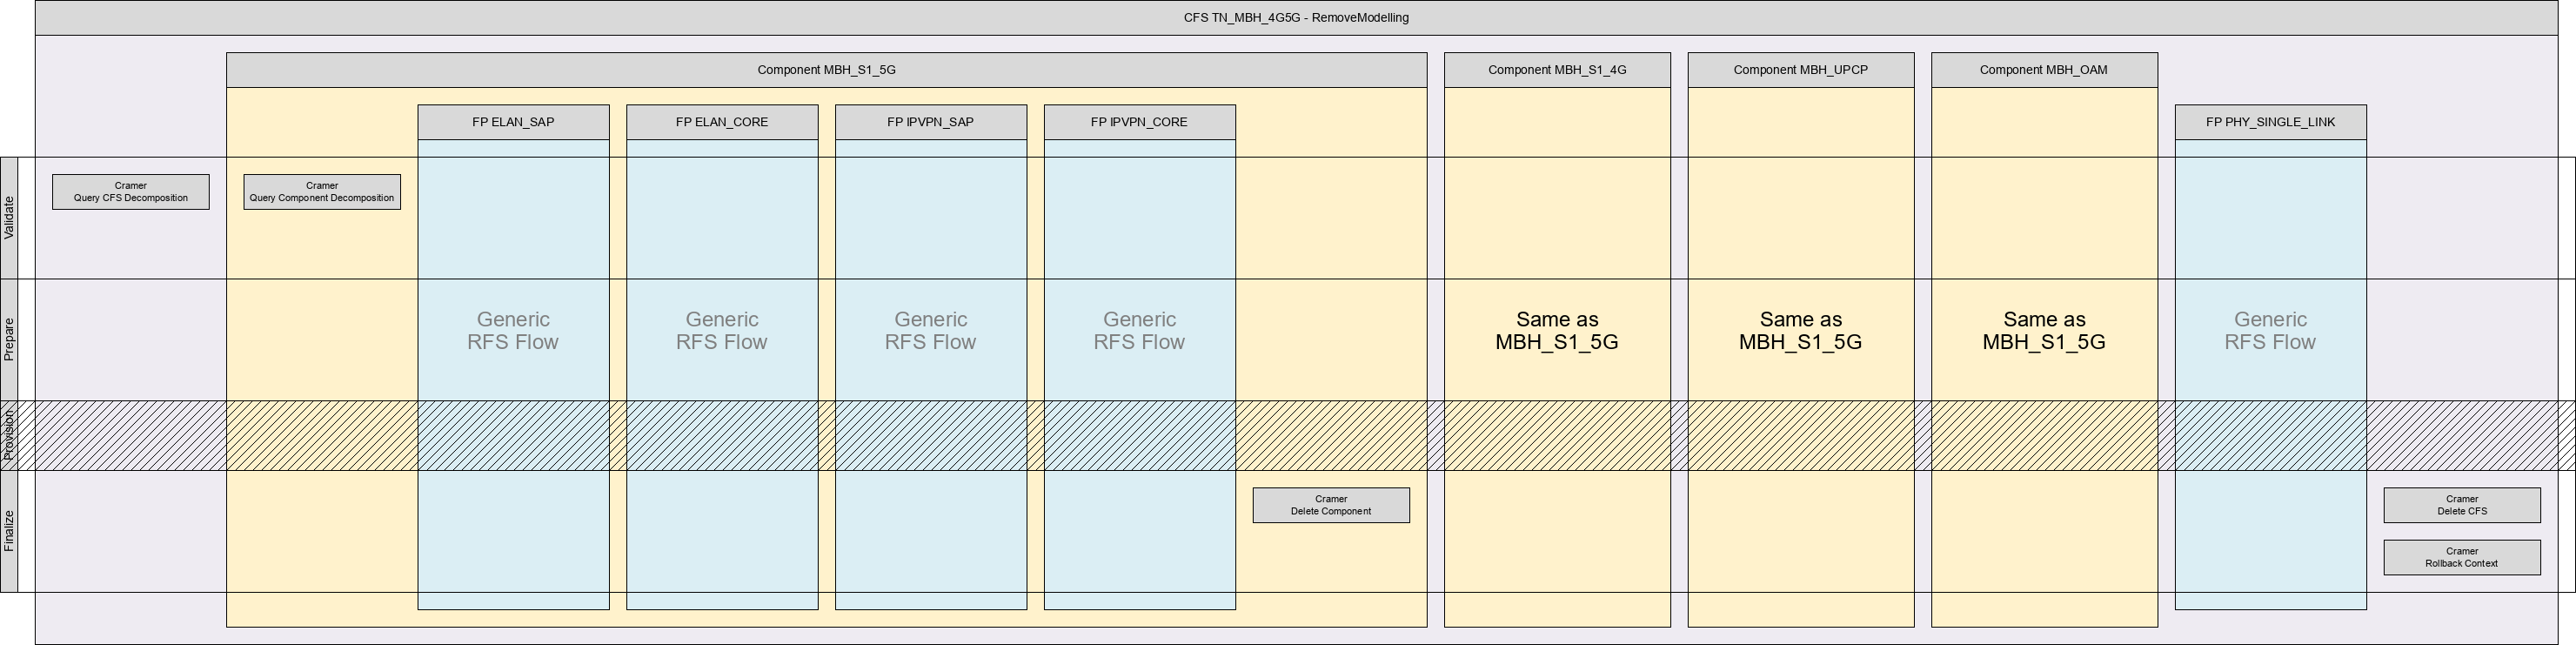 CFS TN_MBH_4G5G - RemoveModelling
Component MBH_S1_5G
Component MBH_S1_4G
Component MBH_UPCP
Component MBH_OAM
FP ELAN_SAP
FP ELAN_CORE
FP IPVPN_SAP
FP IPVPN_CORE
FP PHY_SINGLE_LINK
Validate
Cramer
Query CFS Decomposition
Cramer
Query Component Decomposition
Prepare
Generic
RFS Flow
Generic
RFS Flow
Generic
RFS Flow
Generic
RFS Flow
Same as
MBH_S1_5G
Same as
MBH_S1_5G
Same as
MBH_S1_5G
Generic
RFS Flow
Provision
Finalize
Cramer
Delete Component
Cramer
Delete CFS
Cramer
Rollback Context